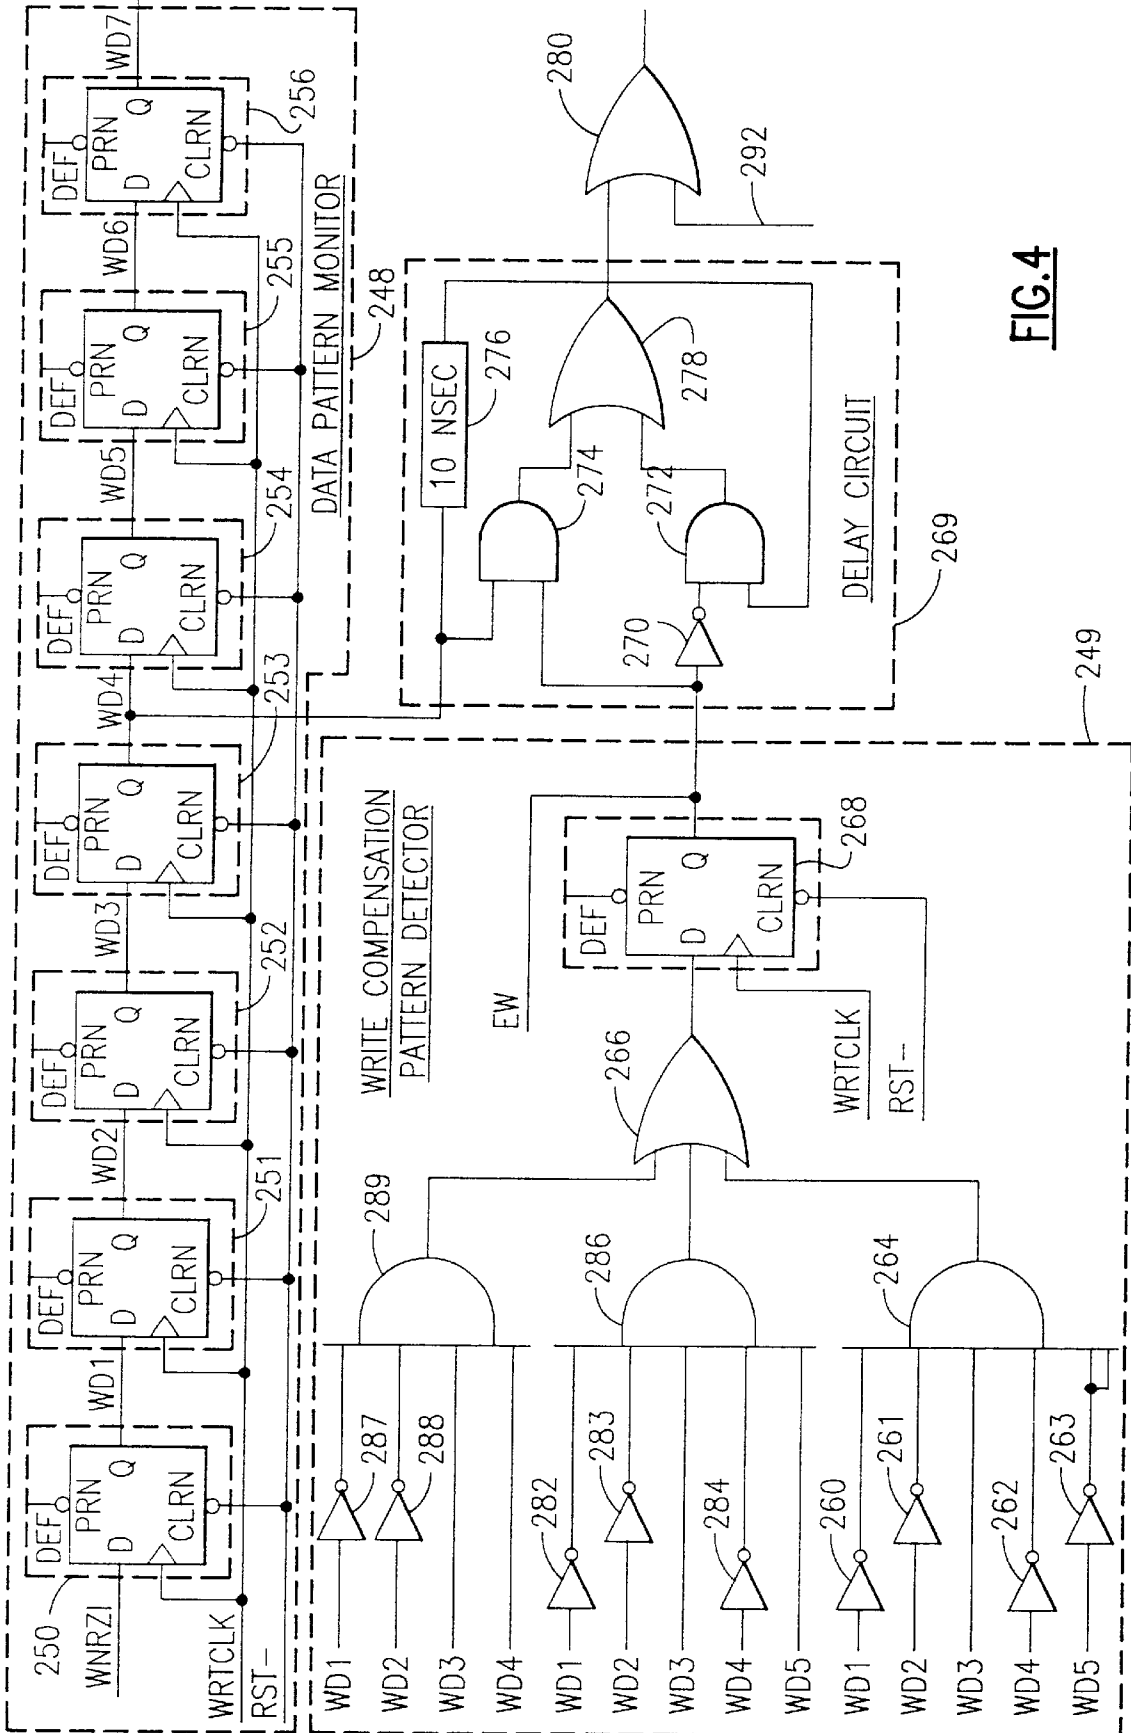 DEF
PRN
D
Q
CLRN
250
WNRZI
WRTCLK
RST-
WD1
DEF
PRN
D
Q
CLRN
251
WD2
DEF
PRN
D
Q
CLRN
252
WD3
DEF
PRN
D
Q
CLRN
253
WD4
DEF
PRN
D
Q
CLRN
254
WD5
DEF
PRN
D
Q
CLRN
255
WD6
DEF
PRN
D
Q
CLRN
256
WD7
DATA PATTERN MONITOR
248
WRITE COMPENSATION
PATTERN DETECTOR
WD1
287
WD2
288
WD3
WD4
289
WD1
282
WD2
283
WD3
WD4
284
WD5
286
WD1
260
WD2
261
WD3
WD4
262
WD5
263
264
266
EW
DEF
PRN
D
Q
CLRN
268
WRTCLK
RST-
249
10 NSEC
276
274
272
270
278
DELAY CIRCUIT
269
280
292
FIG.4